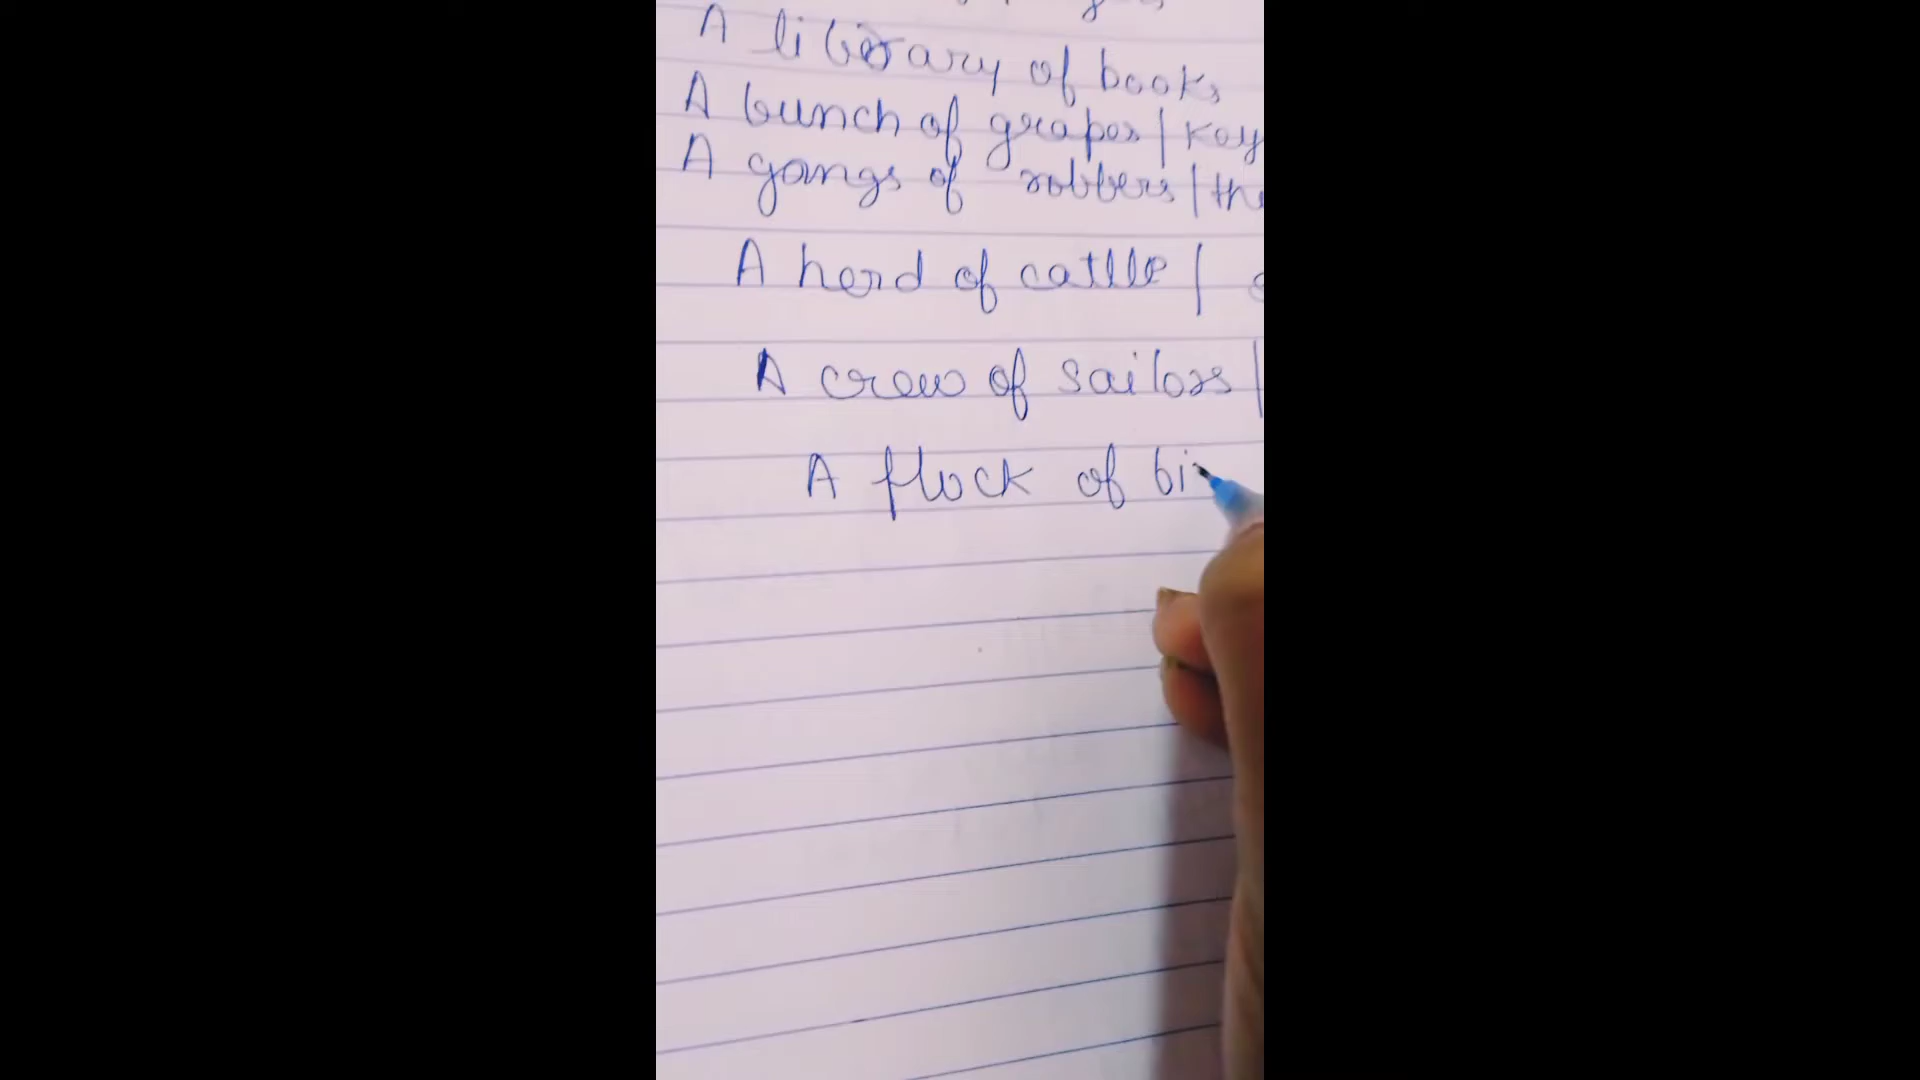 A library of books
A bunch of grapes / Key
A gangs of robbers / the
A herd of cattle /
A crew of sailors /
A flock of bi